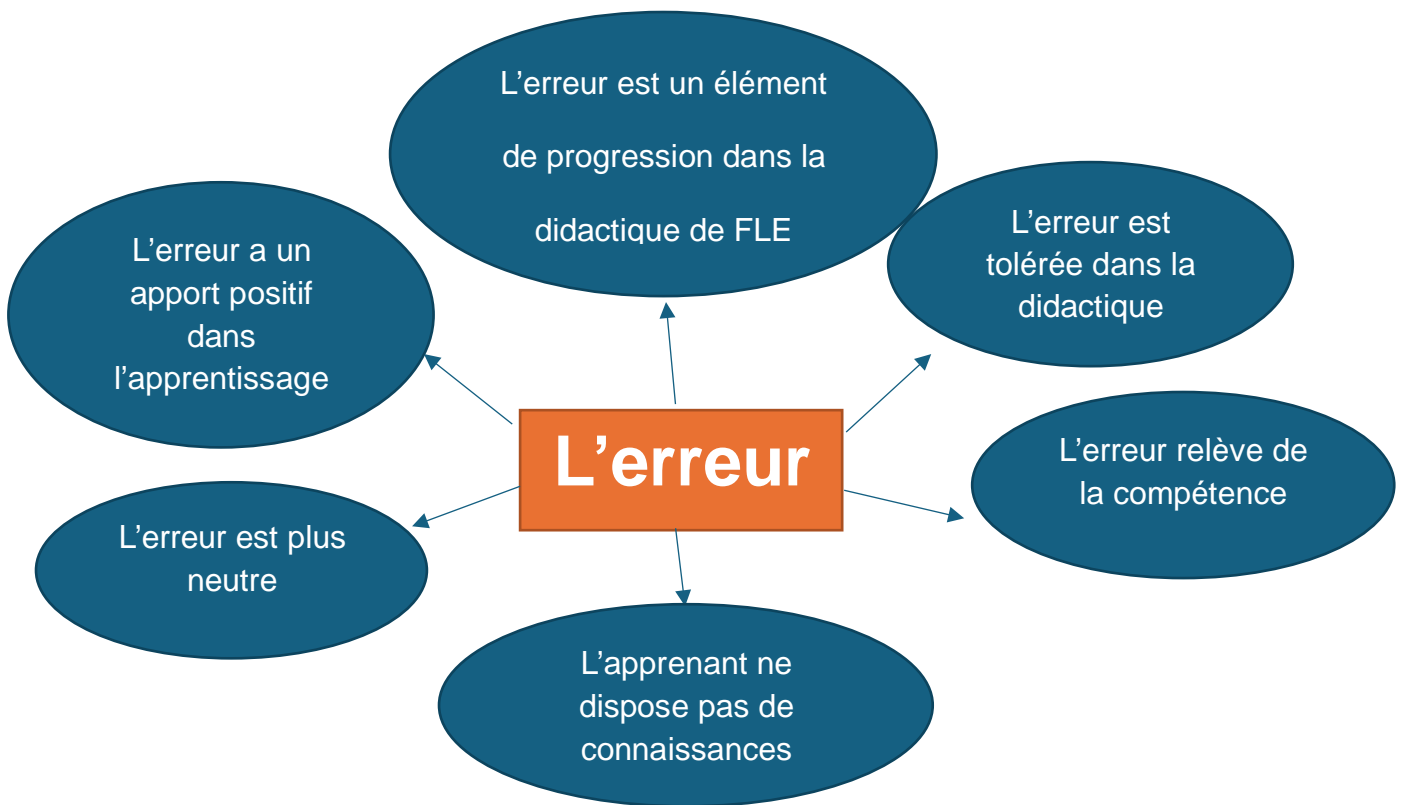 L’erreur est un élément
de progression dans la
didactique de FLE
L’erreur est
tolérée dans la
didactique
L’erreur a un
apport positif
dans
l’apprentissage
L’erreur
L’erreur relève de
la compétence
L’erreur est plus
neutre
L’apprenant ne
dispose pas de
connaissances